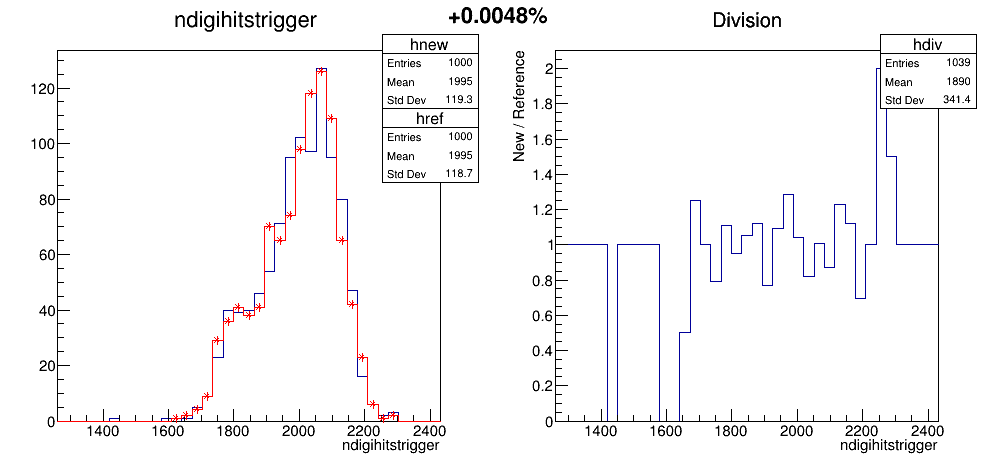 ndigihitstrigger
+0.0048%
Division
hnew
Entries 1000
Mean 1995
Std Dev 119.3
href
Entries 1000
Mean 1995
Std Dev 118.7
120
100
80
60
40
20
0
1400 1600 1800 2000 2200 2400
ndigihitstrigger
hdiv
Entries 1039
Mean 1890
Std Dev 341.4
New / Reference
2
1.8
1.6
1.4
1.2
1
0.8
0.6
0.4
0.2
0
1400 1600 1800 2000 2200 2400
ndigihitstrigger